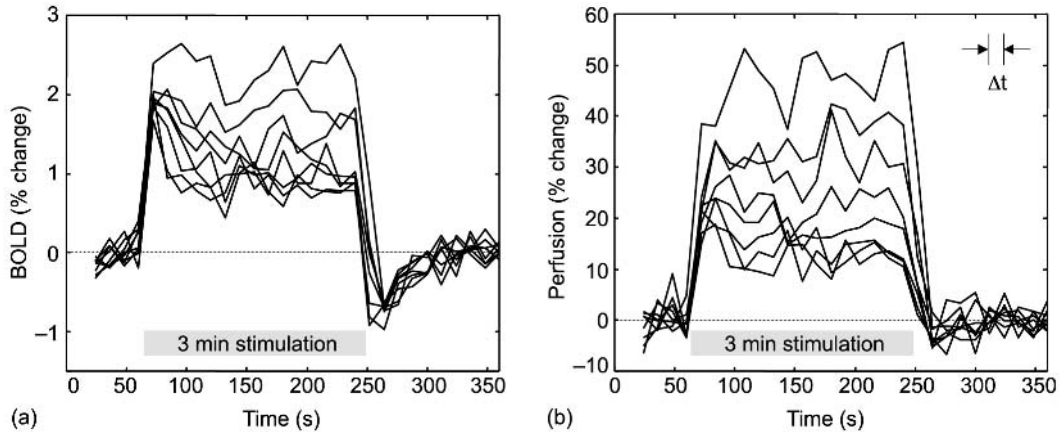 3
2
1
0
–1
BOLD (% change)
3 min stimulation
0 50 100 150 200 250 300 350
(a) Time (s)
60
50
40
30
20
10
0
–10
Perfusion (% change)
Δt
3 min stimulation
0 50 100 150 200 250 300 350
(b) Time (s)